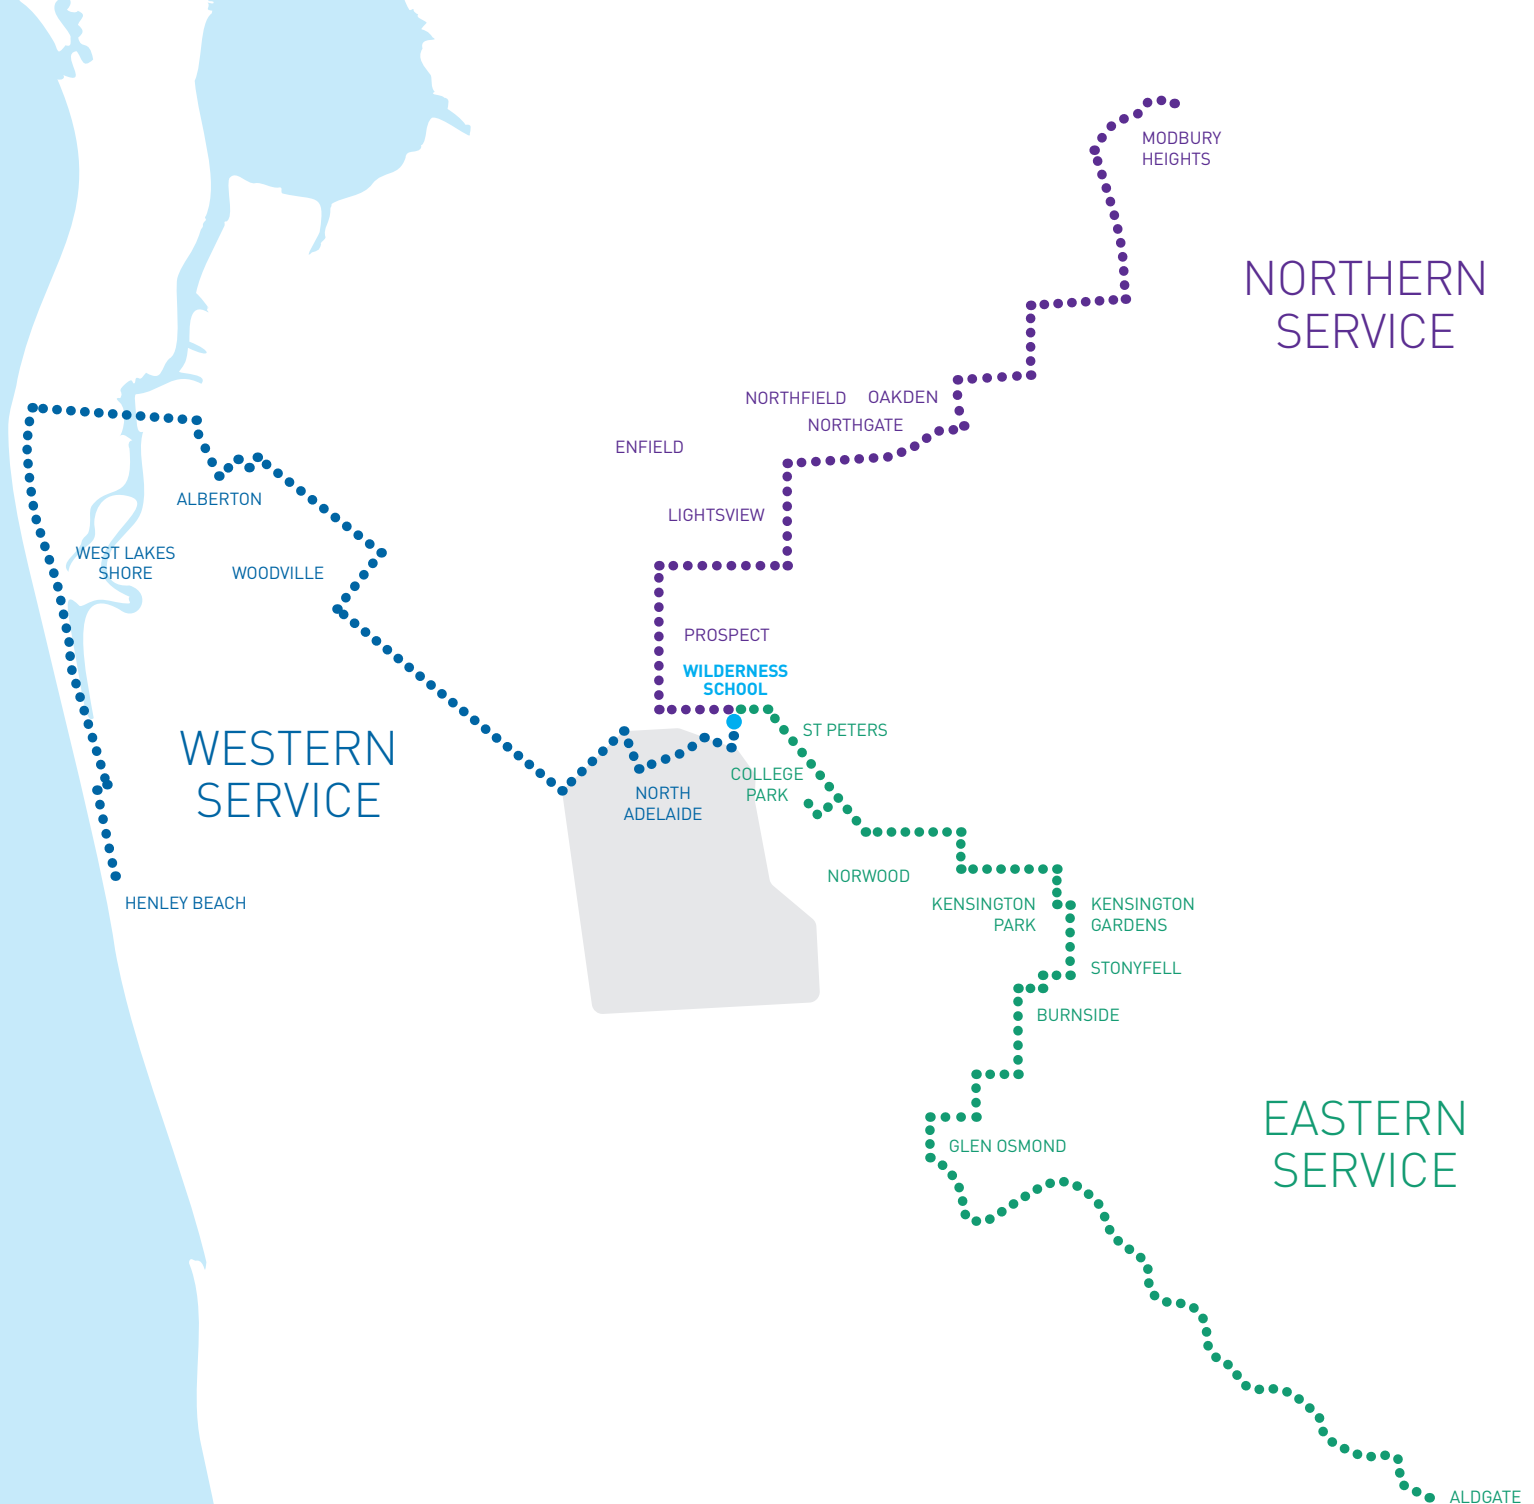 MODBURY
HEIGHTS
NORTHERN
SERVICE
NORTHFIELD
OAKDEN
NORTHGATE
ENFIELD
LIGHTSVIEW
PROSPECT
WILDERNESS
SCHOOL
ALBERTON
WEST LAKES
SHORE
WOODVILLE
WESTERN
SERVICE
NORTH
ADELAIDE
HENLEY BEACH
ST PETERS
COLLEGE
PARK
NORWOOD
KENSINGTON
PARK
KENSINGTON
GARDENS
STONYFELL
BURNSIDE
GLEN OSMOND
EASTERN
SERVICE
ALDGATE